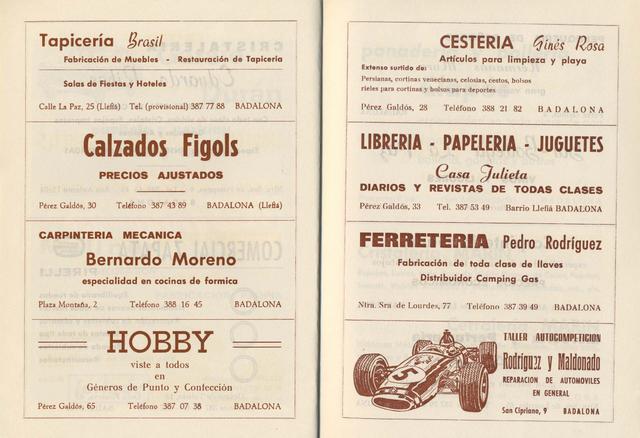 Tapicería Brasil
Fabricación de Muebles - Restauración de Tapicería
Salas de Fiestas y Hoteles
Calle La Paz, 25 (Llefià) Tel. (provisional) 387 77 88 BADALONA
Calzados Figols
PRECIOS AJUSTADOS
Pérez Galdós, 30 Teléfono 387 43 89 BADALONA (Llefià)
CARPINTERIA MECANICA
Bernardo Moreno
especialidad en cocinas de formica
Plaza Montaña, 2 Teléfono 388 16 45 BADALONA
HOBBY
viste a todos
en
Géneros de Punto y Confección
Pérez Galdós, 65 Teléfono 387 07 38 BADALONA
CESTERIA Ginés Rosa
Artículos para limpieza y playa
Extenso surtido de:
Persianas, cortinas venecianas, celosías, cestos, bolsos
rieles para cortinas y bolsos para deportes
Pérez Galdós, 28 Teléfono 388 21 82 BADALONA
LIBRERIA - PAPELERIA - JUGUETES
Casa Julieta
DIARIOS Y REVISTAS DE TODAS CLASES
Pérez Galdós, 33 Tel. 387 53 49 Barrio Llefià BADALONA
FERRETERIA Pedro Rodríguez
Fabricación de toda clase de llaves
Distribuidor Camping Gas
Ntra. Sra de Lourdes, 77 Teléfono 387 39 49 BADALONA
TALLER AUTOCOMPETICION
Rodríguez y Maldonado
REPARACION DE AUTOMOVILES
EN GENERAL
San Cipriano, 9 BADALONA
5